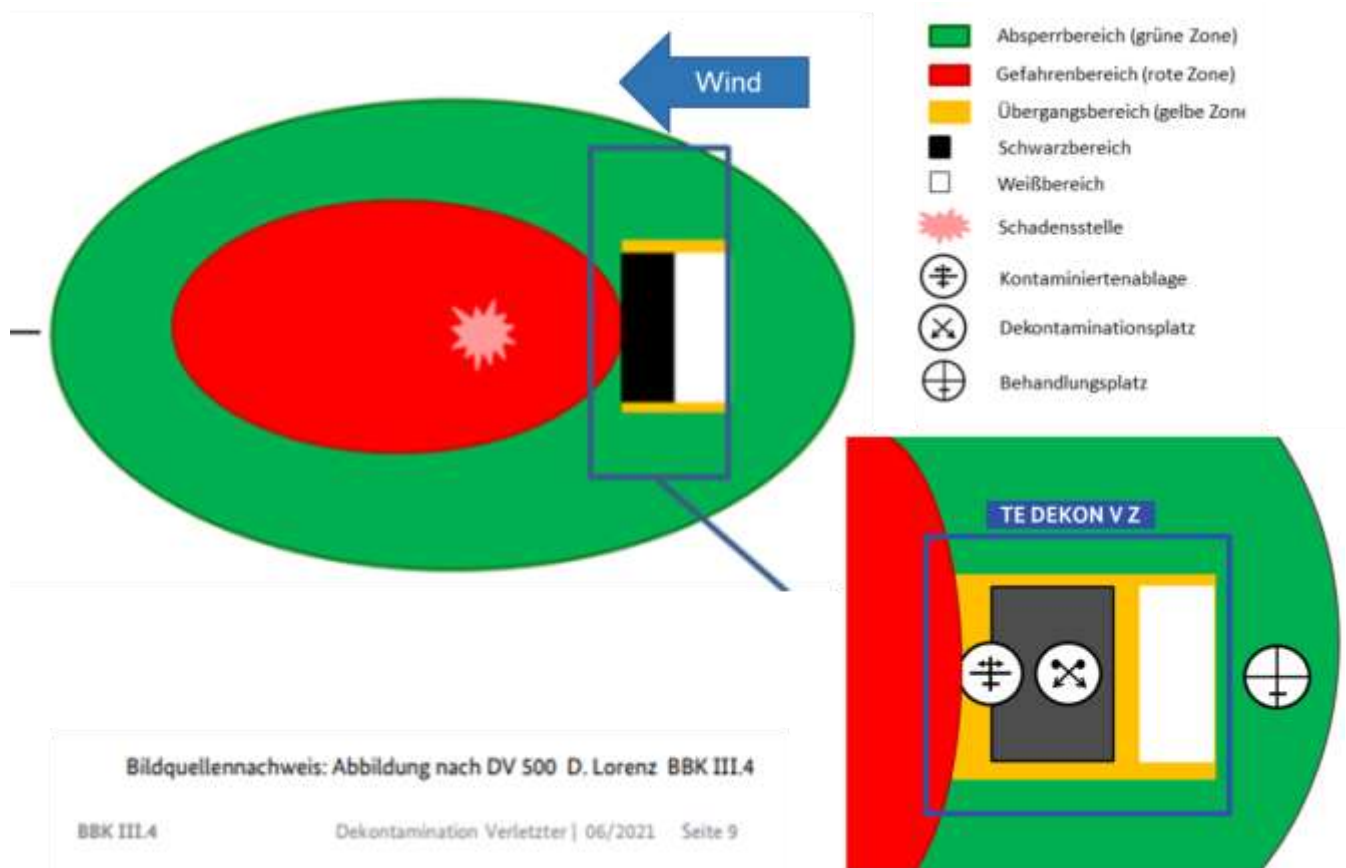 Wind
Absperrbereich (grüne Zone)
Gefahrenbereich (rote Zone)
Übergangsbereich (gelbe Zone
Schwarzbereich
Weißbereich
Schadensstelle
Kontaminiertenablage
Dekontaminationsplatz
Behandlungsplatz
TE DEKON V Z
Bildquellennachweis: Abbildung nach DV 500 D. Lorenz BBK III.4
BBK III.4 Dekontamination Verletzter | 06/2021 Seite 9